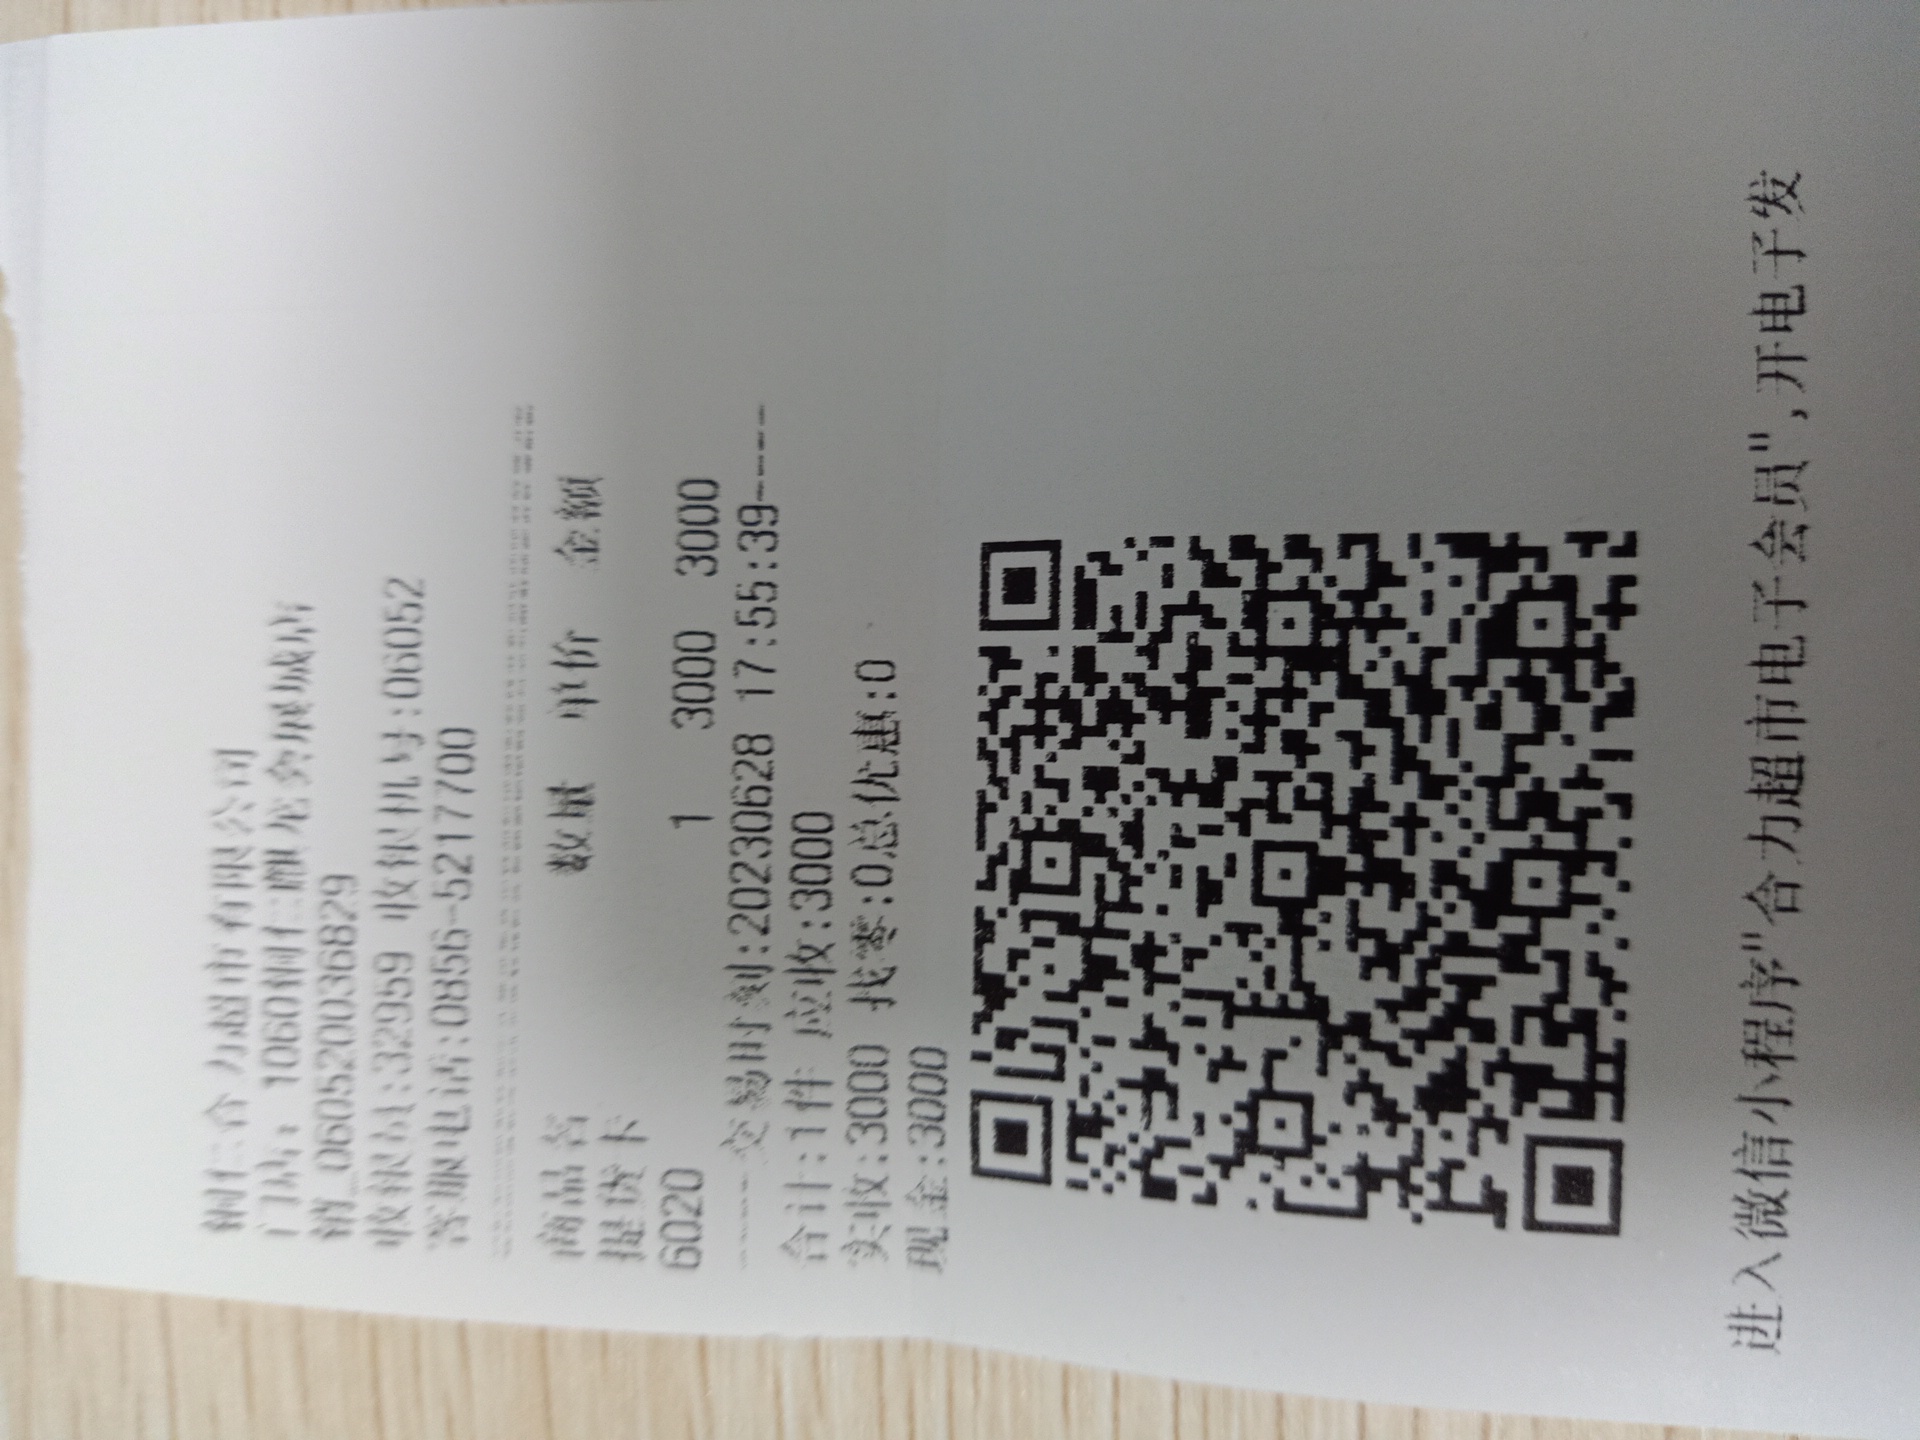 铜仁合力超市有限公司
门店：1060铜仁麒龙会展城店
销_0605200368829
收银员:32959 收银机号:06052
客服电话:0856-5217700
商品名 数量 单价 金额
提货卡
6020 1 3000 3000
-----交易时刻:20230628 17:55:39-----
合计:1件 应收:3000
实收:3000 找零:0总优惠:0
现金:3000
进入微信小程序"合力超市电子会员",开电子发